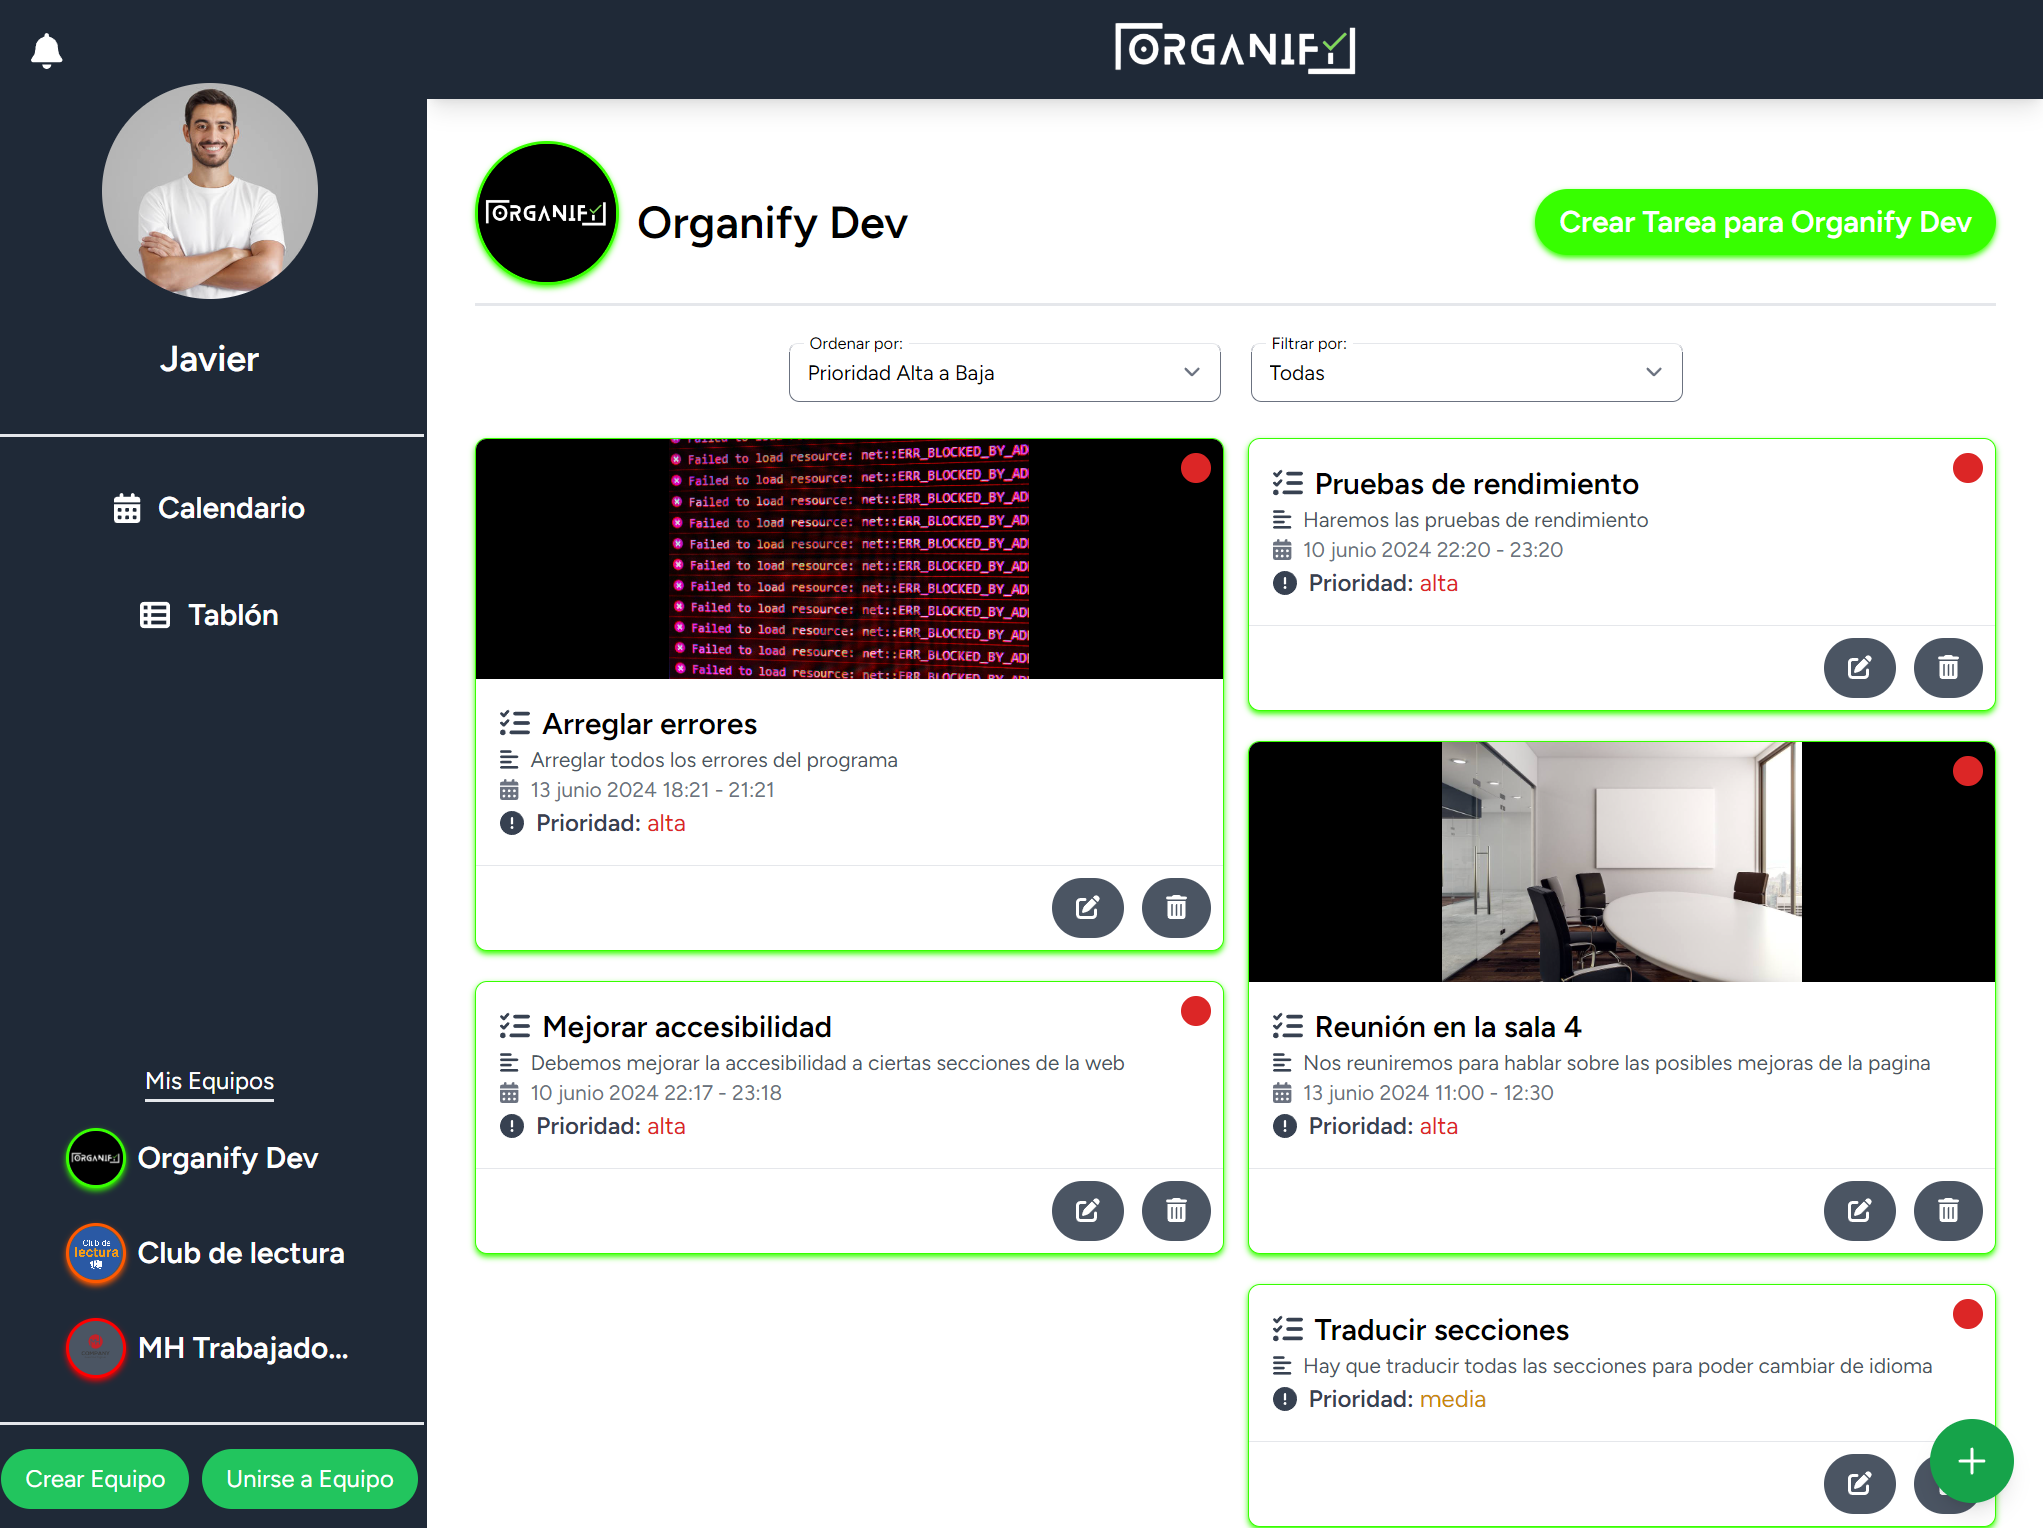 ORGANIFY
Javier
Calendario
Tablón
Mis Equipos
ORGANIFY
Organify Dev
Club de
lectura
Club de lectura
MH Trabajado...
Crear Equipo
Unirse a Equipo
ORGANIFY
Organify Dev
Crear Tarea para Organify Dev
Ordenar por:
Prioridad Alta a Baja
Filtrar por:
Todas
Failed to load resource: net::ERR_BLOCKED_BY_AD
Failed to load resource: net::ERR_BLOCKED_BY_AD
Failed to load resource: net::ERR_BLOCKED_BY_AD
Failed to load resource: net::ERR_BLOCKED_BY_AD
Failed to load resource: net::ERR_BLOCKED_BY_AD
Failed to load resource: net::ERR_BLOCKED_BY_AD
Failed to load resource: net::ERR_BLOCKED_BY_AD
Failed to load resource: net::ERR_BLOCKED_BY_AD
Failed to load resource: net::ERR_BLOCKED_BY_AD
Failed to load resource: net::ERR_BLOCKED_BY_AD
Failed to load resource: net::ERR_BLOCKED_BY_AD
Arreglar errores
Arreglar todos los errores del programa
13 junio 2024 18:21 - 21:21
Prioridad: alta
Mejorar accesibilidad
Debemos mejorar la accesibilidad a ciertas secciones de la web
10 junio 2024 22:17 - 23:18
Prioridad: alta
Pruebas de rendimiento
Haremos las pruebas de rendimiento
10 junio 2024 22:20 - 23:20
Prioridad: alta
Reunión en la sala 4
Nos reuniremos para hablar sobre las posibles mejoras de la pagina
13 junio 2024 11:00 - 12:30
Prioridad: alta
Traducir secciones
Hay que traducir todas las secciones para poder cambiar de idioma
Prioridad: media